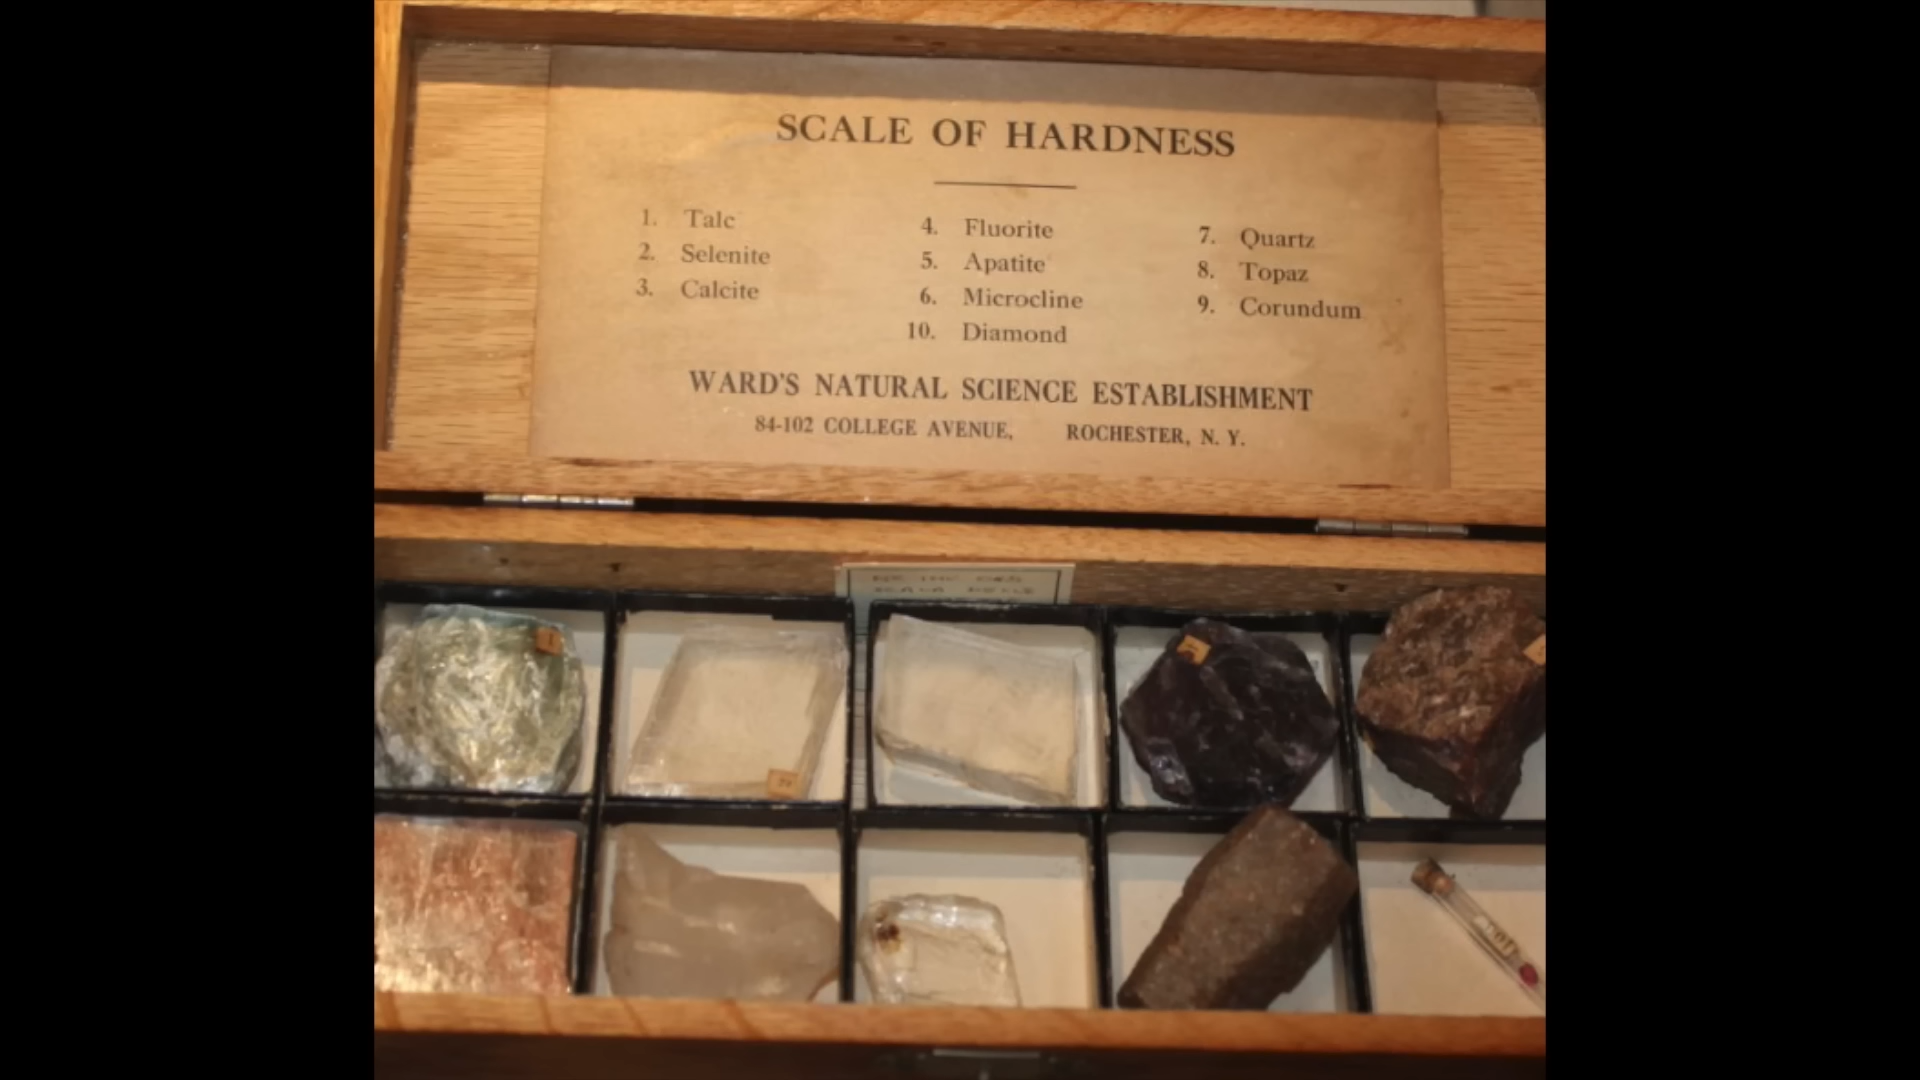 SCALE OF HARDNESS
1. Talc
2. Selenite
3. Calcite
4. Fluorite
5. Apatite
6. Microcline
10. Diamond
7. Quartz
8. Topaz
9. Corundum
WARD'S NATURAL SCIENCE ESTABLISHMENT
84-102 COLLEGE AVENUE, ROCHESTER, N. Y.